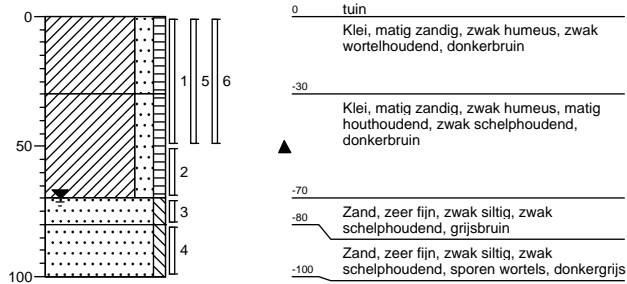 0
50
100
1
5
6
2
3
4
0 tuin
Klei, matig zandig, zwak humeus, zwak
wortelhoudend, donkerbruin
-30
Klei, matig zandig, zwak humeus, matig
houthoudend, zwak schelphoudend,
donkerbruin
-70
Zand, zeer fijn, zwak siltig, zwak
schelphoudend, grijsbruin
-80
Zand, zeer fijn, zwak siltig, zwak
schelphoudend, sporen wortels, donkergrijs
-100